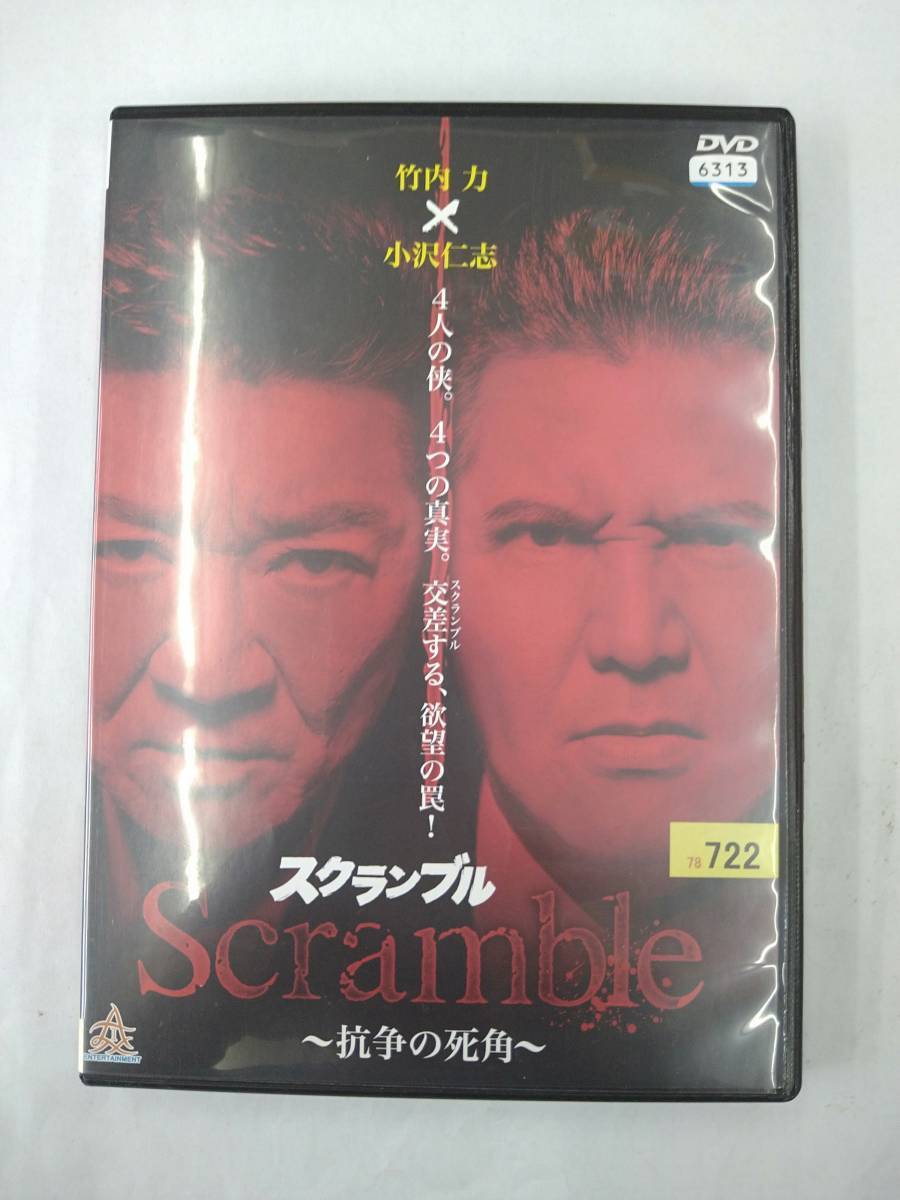 DVD
6313
竹内 力
×
小沢仁志
4人の侠。4つの真実。交差する、欲望の罠!
スクランブル
78 722
スクランブル
Scramble
～抗争の死角～
ENTERTAINMENT